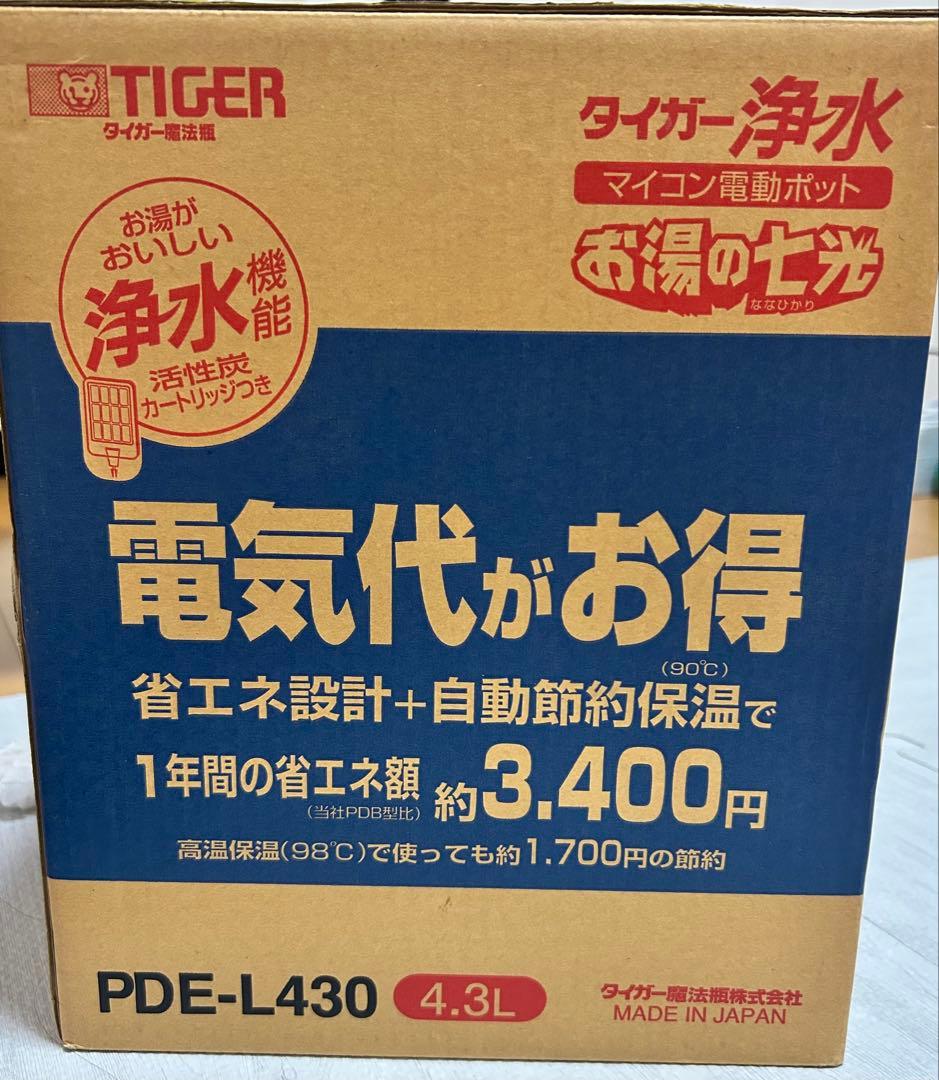 TIGER
タイガー魔法瓶
タイガー浄水
マイコン電動ポット
お湯の七光
ななひかり
お湯が
おいしい
浄水機能
活性炭
カートリッジつき
電気代がお得
(90℃)
省エネ設計+自動節約保温で
1年間の省エネ額 約3.400円
(当社PDB型比)
高温保温(98℃)で使っても約1.700円の節約
PDE-L430 4.3L
タイガー魔法瓶株式会社
MADE IN JAPAN